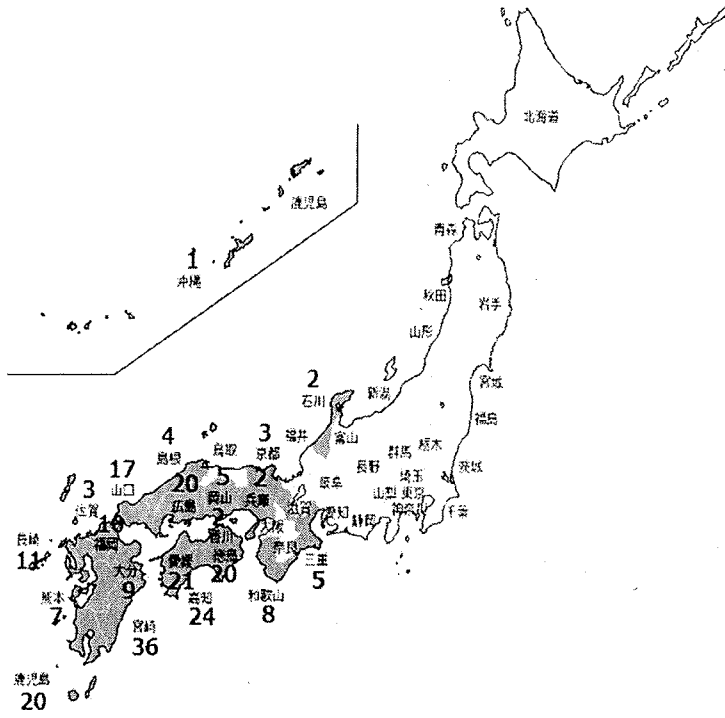 北海道
鹿児島
青森
1
沖縄
秋田
岩手
山形
2
石川
新潟
宮城
福島
4
島根
鳥取
3
京都
福井
富山
長野
群馬
栃木
茨城
17
山口
20
広島
5
岡山
2
兵庫
滋賀
岐阜
愛知
静岡
山梨
埼玉
東京
神奈川
千葉
3
佐賀
福岡
2
香川
大阪
奈良
三重
5
長崎
11
大分
9
愛媛
21
徳島
20
高知
24
和歌山
8
熊本
7
宮崎
36
鹿児島
20